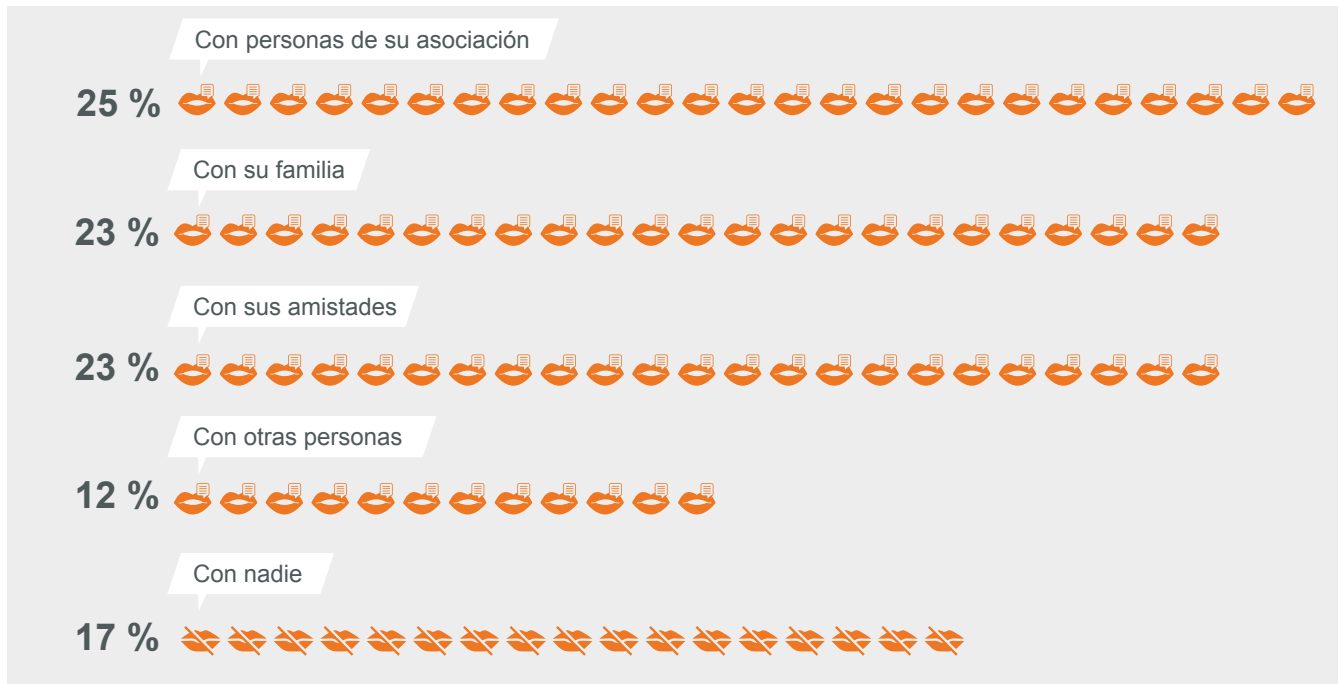 Con personas de su asociación
25 %
Con su familia
23 %
Con sus amistades
23 %
Con otras personas
12 %
Con nadie
17 %